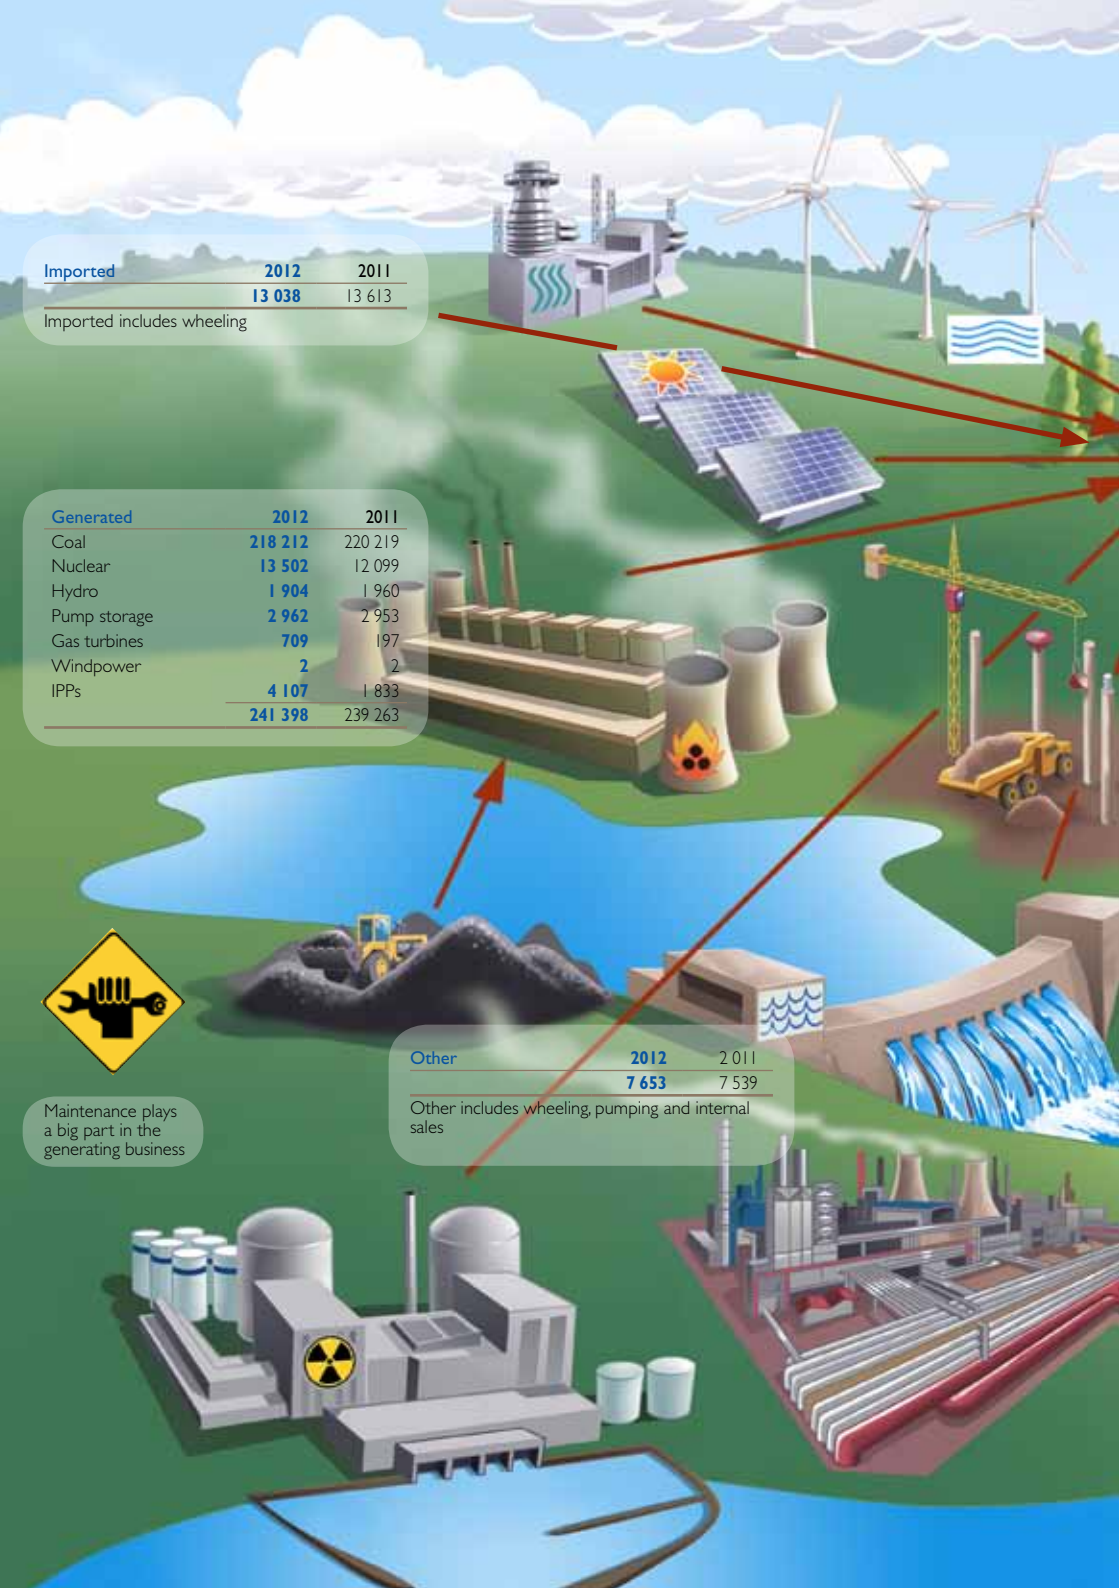 Imported 2012 2011
13 038 13 613
Imported includes wheeling
Generated 2012 2011
Coal 218 212 220 219
Nuclear 13 502 12 099
Hydro 1 904 1 960
Pump storage 2 962 2 953
Gas turbines 709 197
Windpower 2 2
IPPs 4 107 1 833
241 398 239 263
Other 2012 2 011
7 653 7 539
Other includes wheeling, pumping and internal
sales
Maintenance plays
a big part in the
generating business